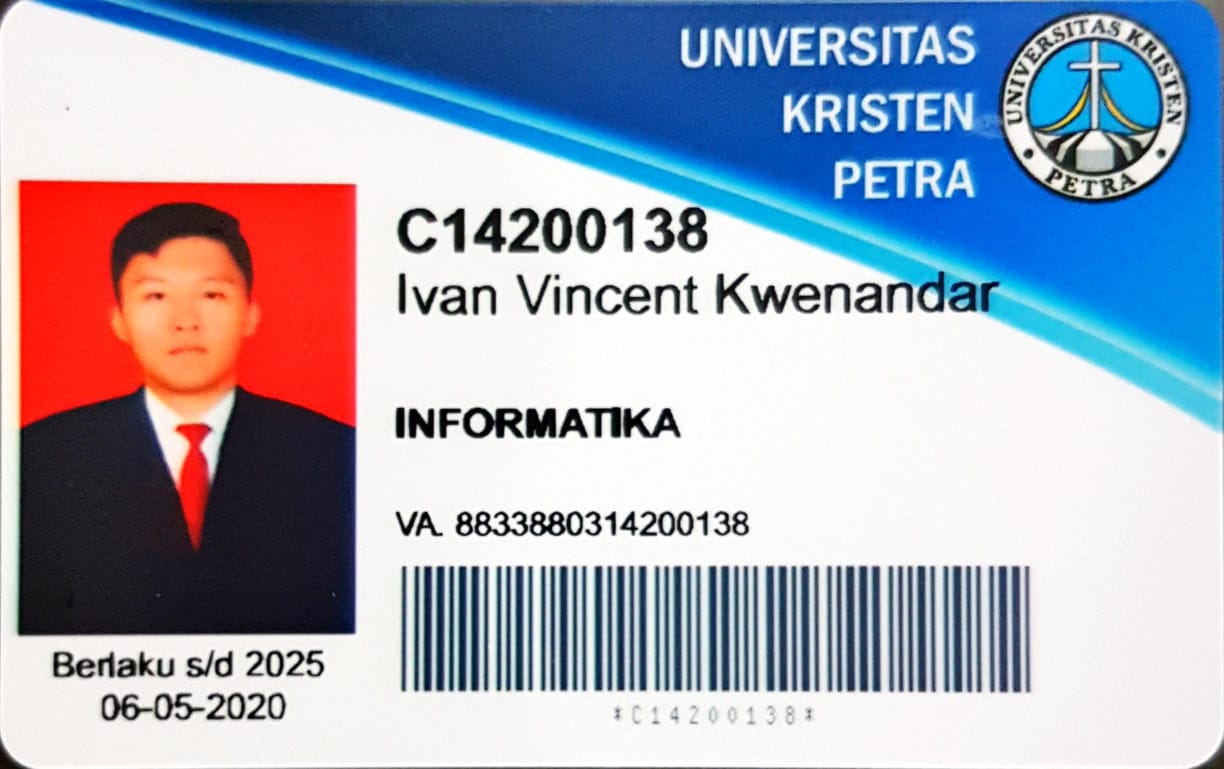 UNIVERSITAS
KRISTEN
PETRA
UNIVERSITAS KRISTEN
PETRA
C14200138
Ivan Vincent Kwenandar
INFORMATIKA
VA. 8833880314200138
*C14200138*
Berlaku s/d 2025
06-05-2020